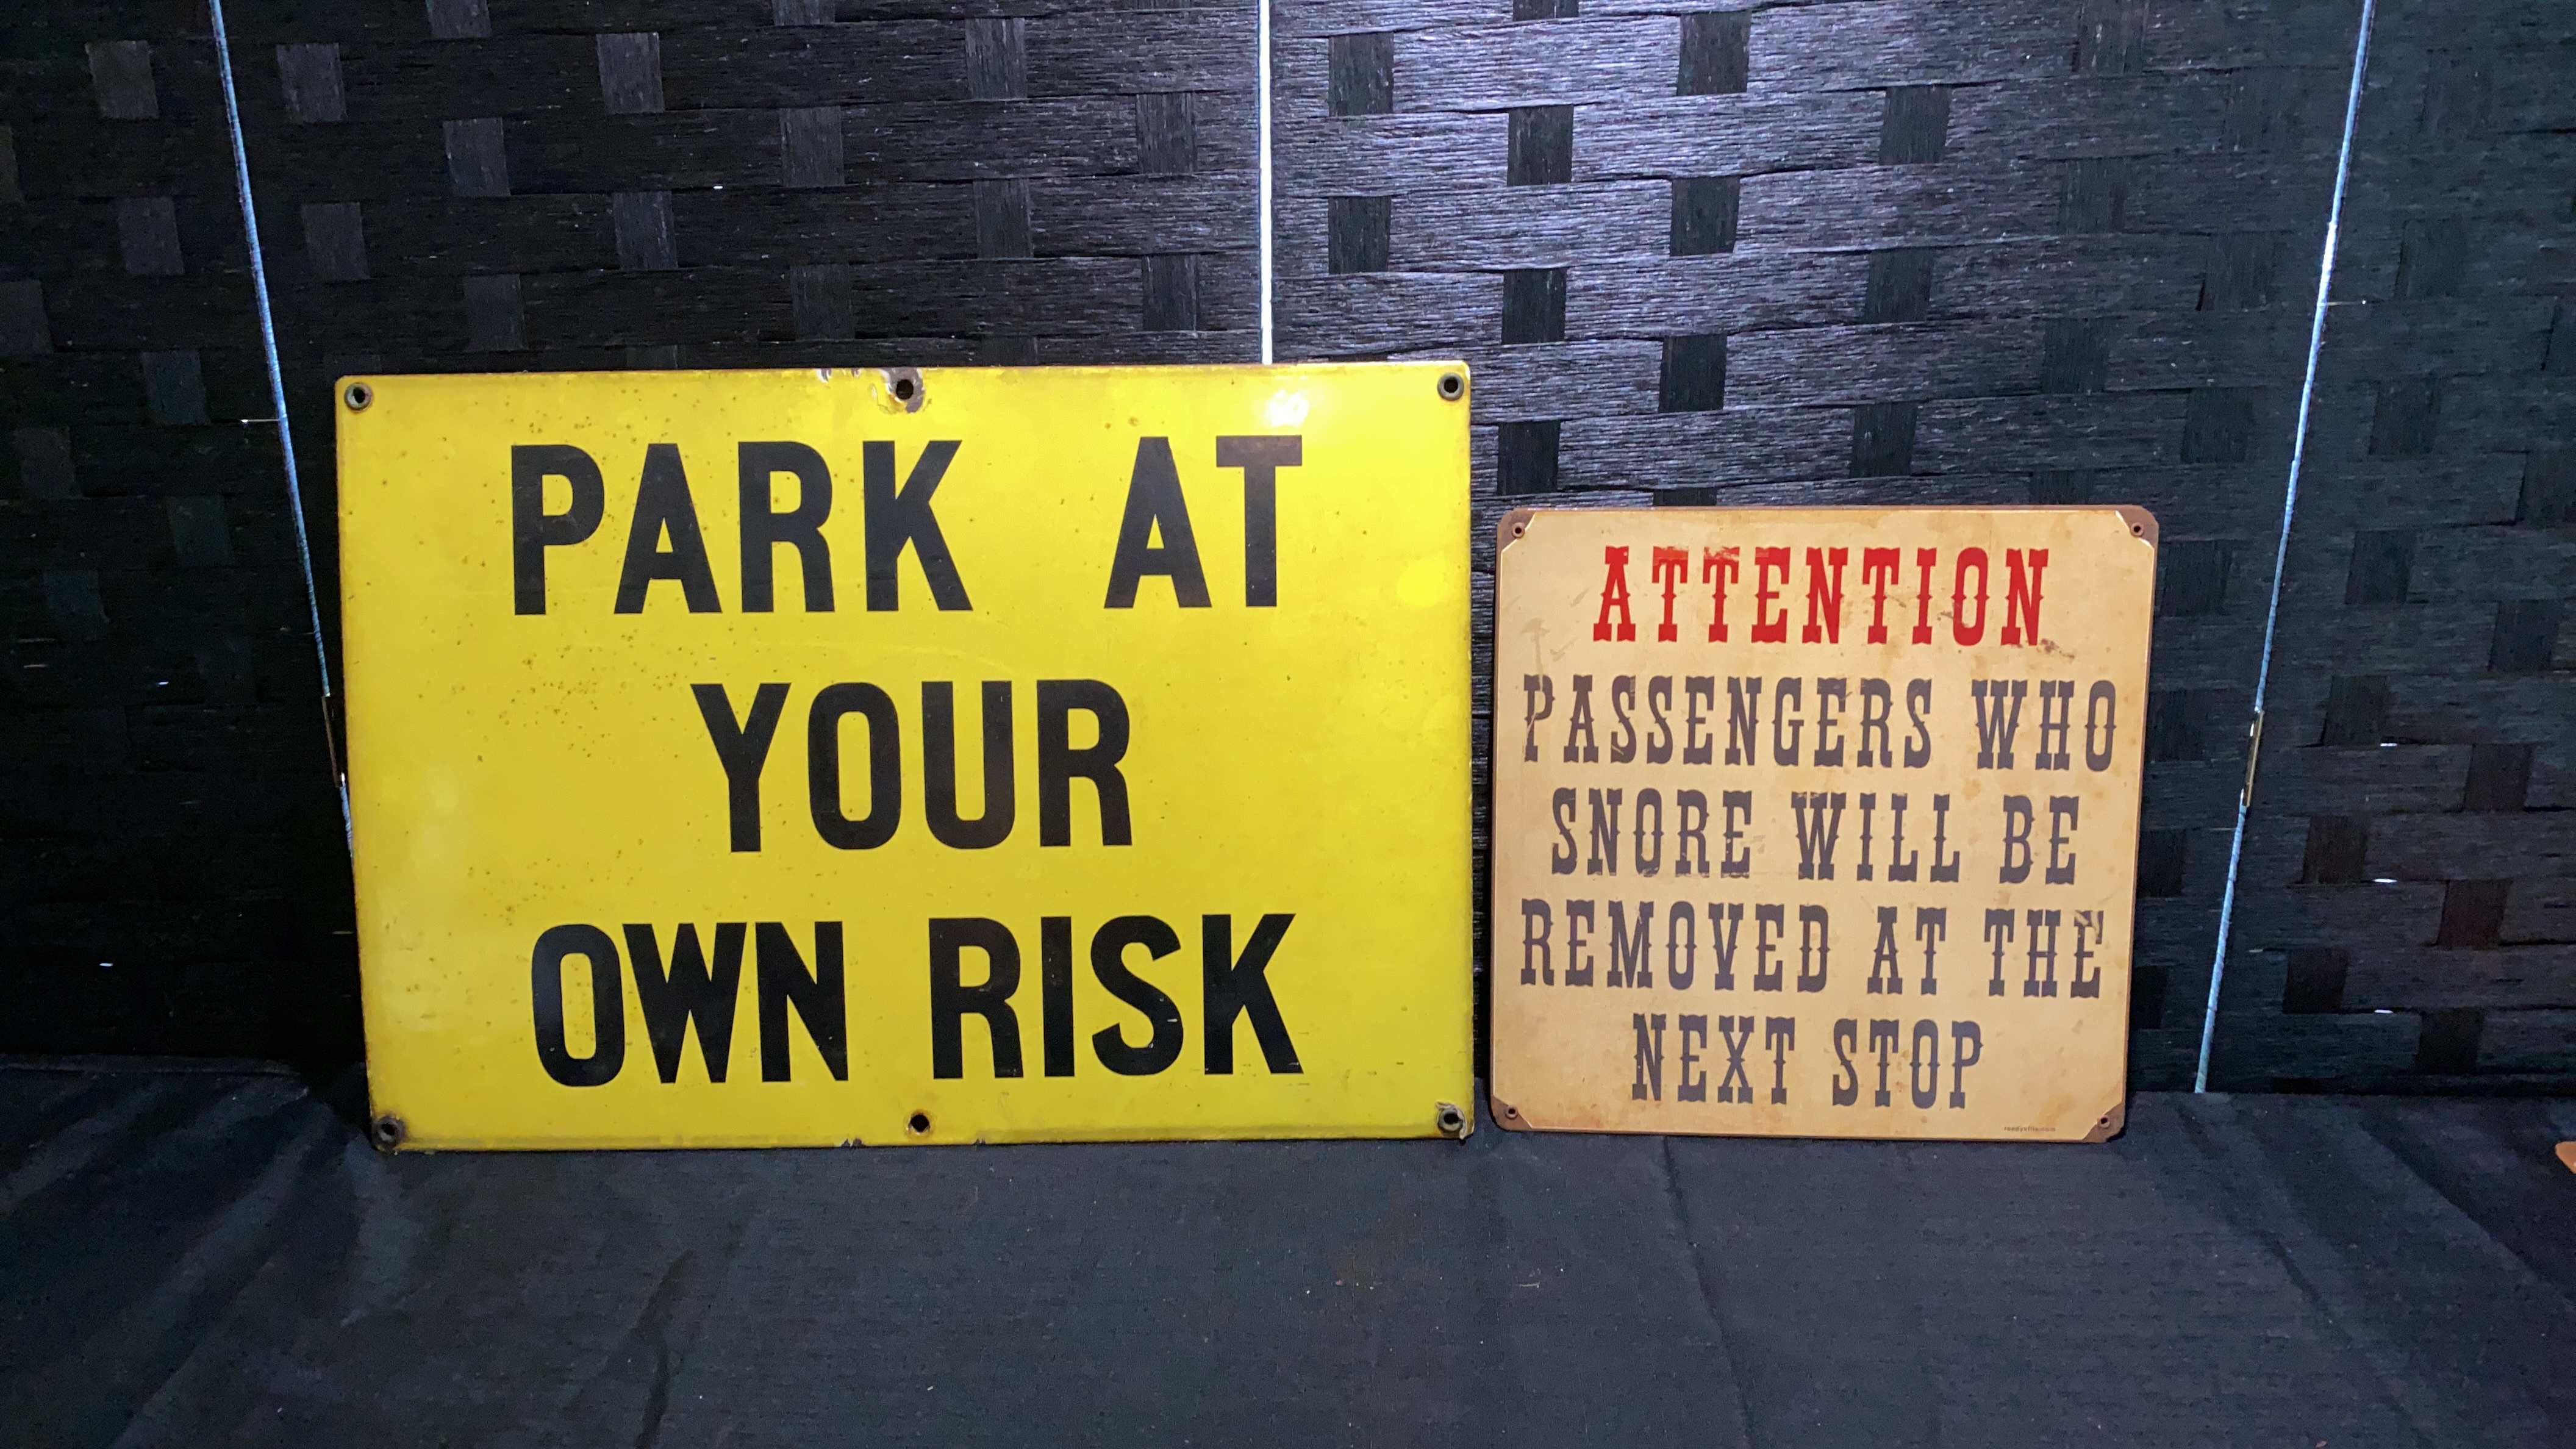 PARK AT
YOUR
OWN RISK
ATTENTION
PASSENGERS WHO
SNORE WILL BE
REMOVED AT THE
NEXT STOP